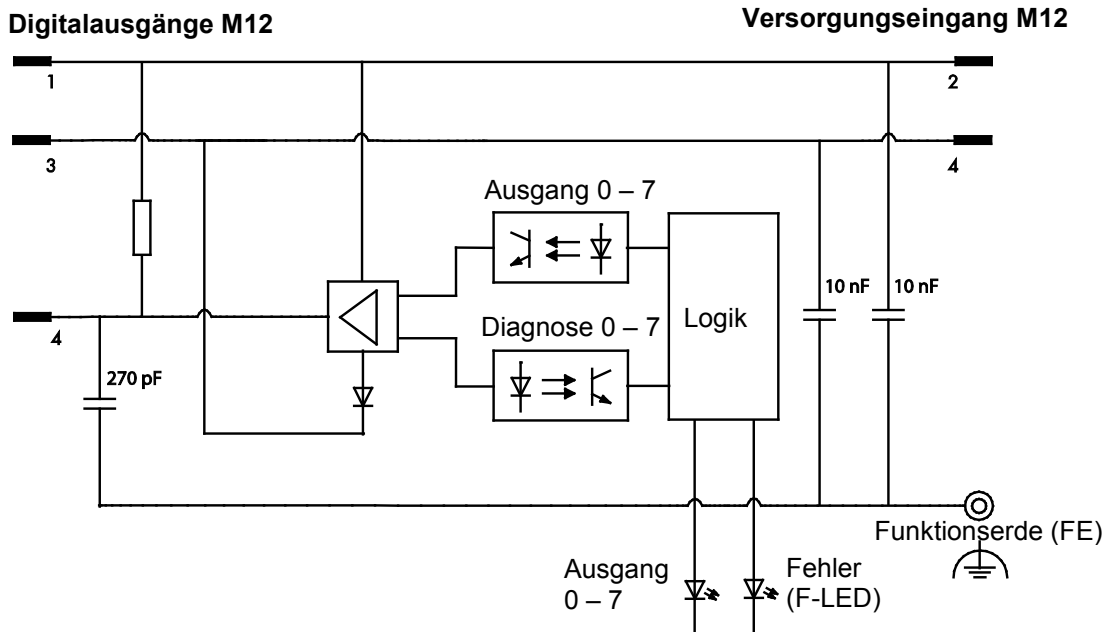 Digitalausgänge M12
Versorgungseingang M12
1
2
3
4
Ausgang 0 – 7
10 nF
10 nF
Logik
Diagnose 0 – 7
4
270 pF
Funktionserde (FE)
Ausgang
0 – 7
Fehler
(F-LED)